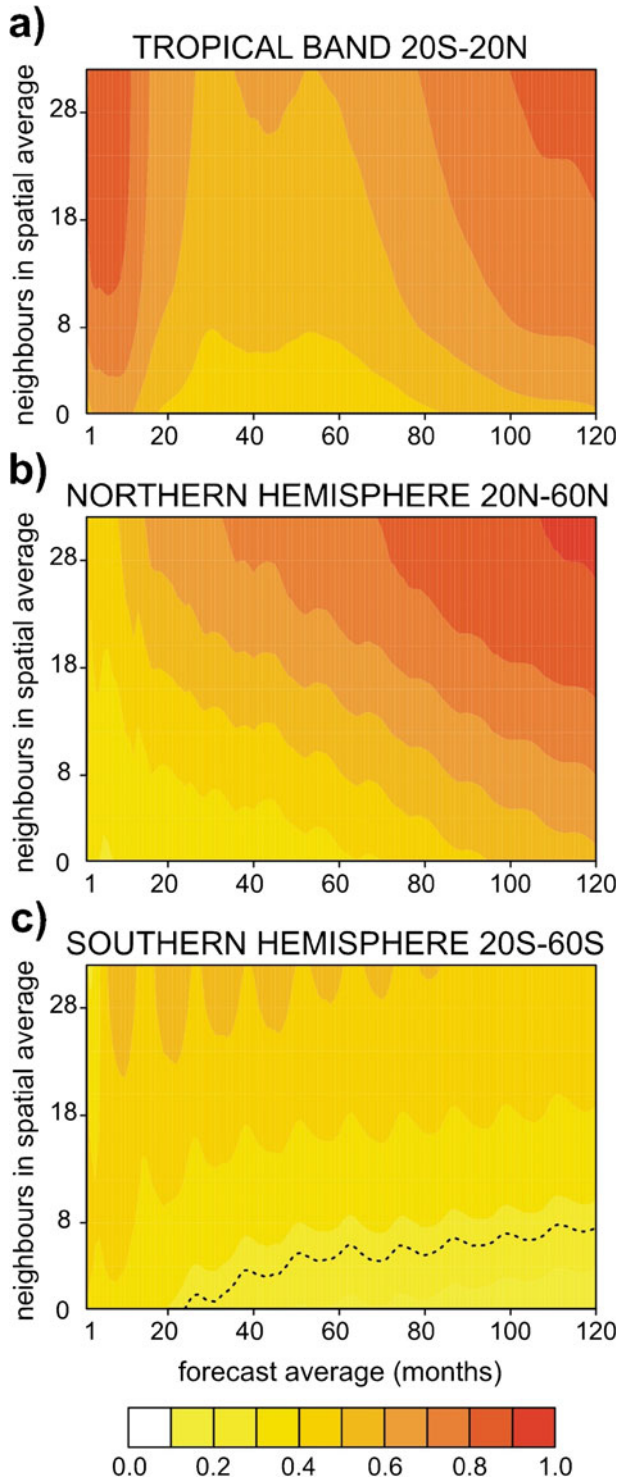 a)
TROPICAL BAND 20S-20N
neighbours in spatial average
28
18
8
0
1 20 40 60 80 100 120
b)
NORTHERN HEMISPHERE 20N-60N
neighbours in spatial average
28
18
8
0
1 20 40 60 80 100 120
c)
SOUTHERN HEMISPHERE 20S-60S
neighbours in spatial average
28
18
8
0
1 20 40 60 80 100 120
forecast average (months)
0.0 0.2 0.4 0.6 0.8 1.0